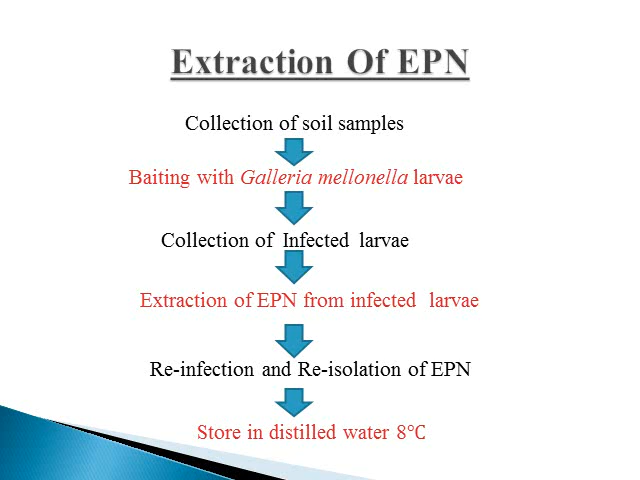 Extraction Of EPN
Collection of soil samples
Baiting with Galleria mellonella larvae
Collection of Infected larvae
Extraction of EPN from infected larvae
Re-infection and Re-isolation of EPN
Store in distilled water 8°C